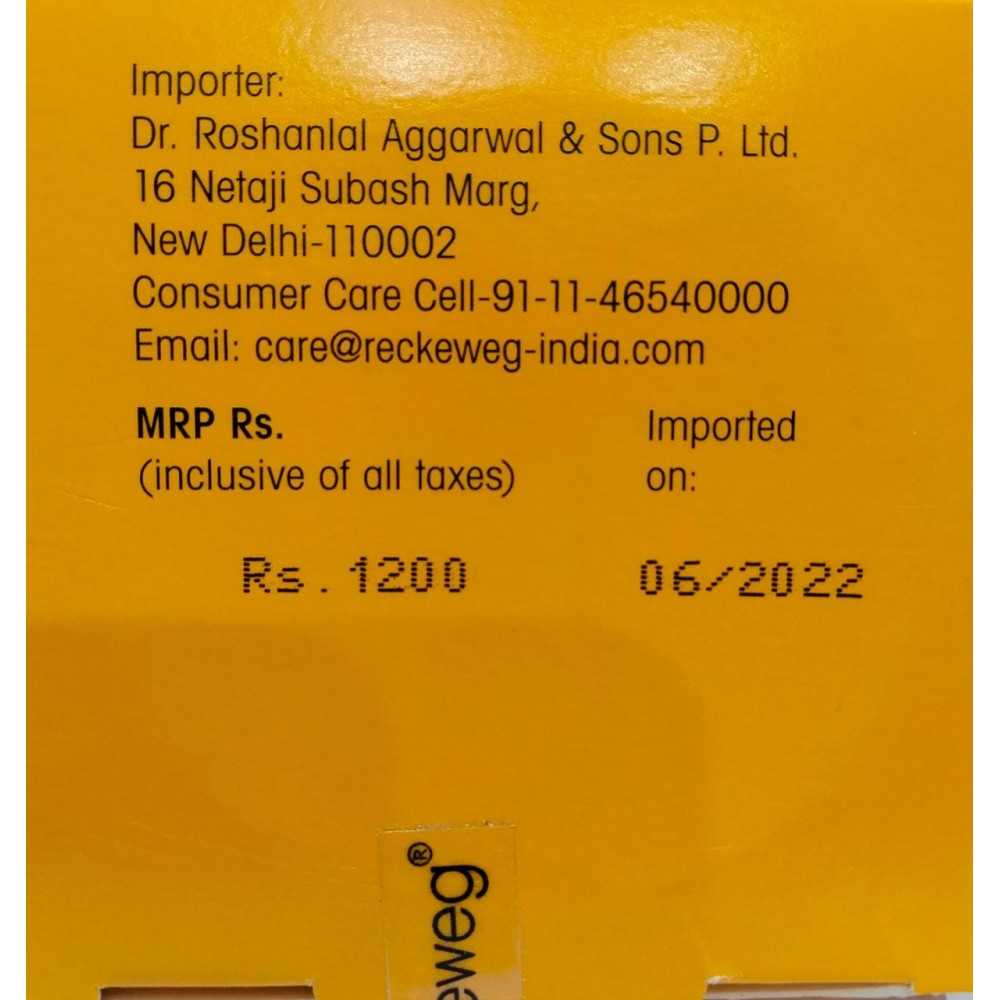 Importer:
Dr. Roshanlal Aggarwal & Sons P. Ltd.
16 Netaji Subash Marg,
New Delhi-110002
Consumer Care Cell-91-11-46540000
Email: care@reckeweg-india.com
MRP Rs.
(inclusive of all taxes)
Rs. 1200
Imported
on:
06/2022
eweg®